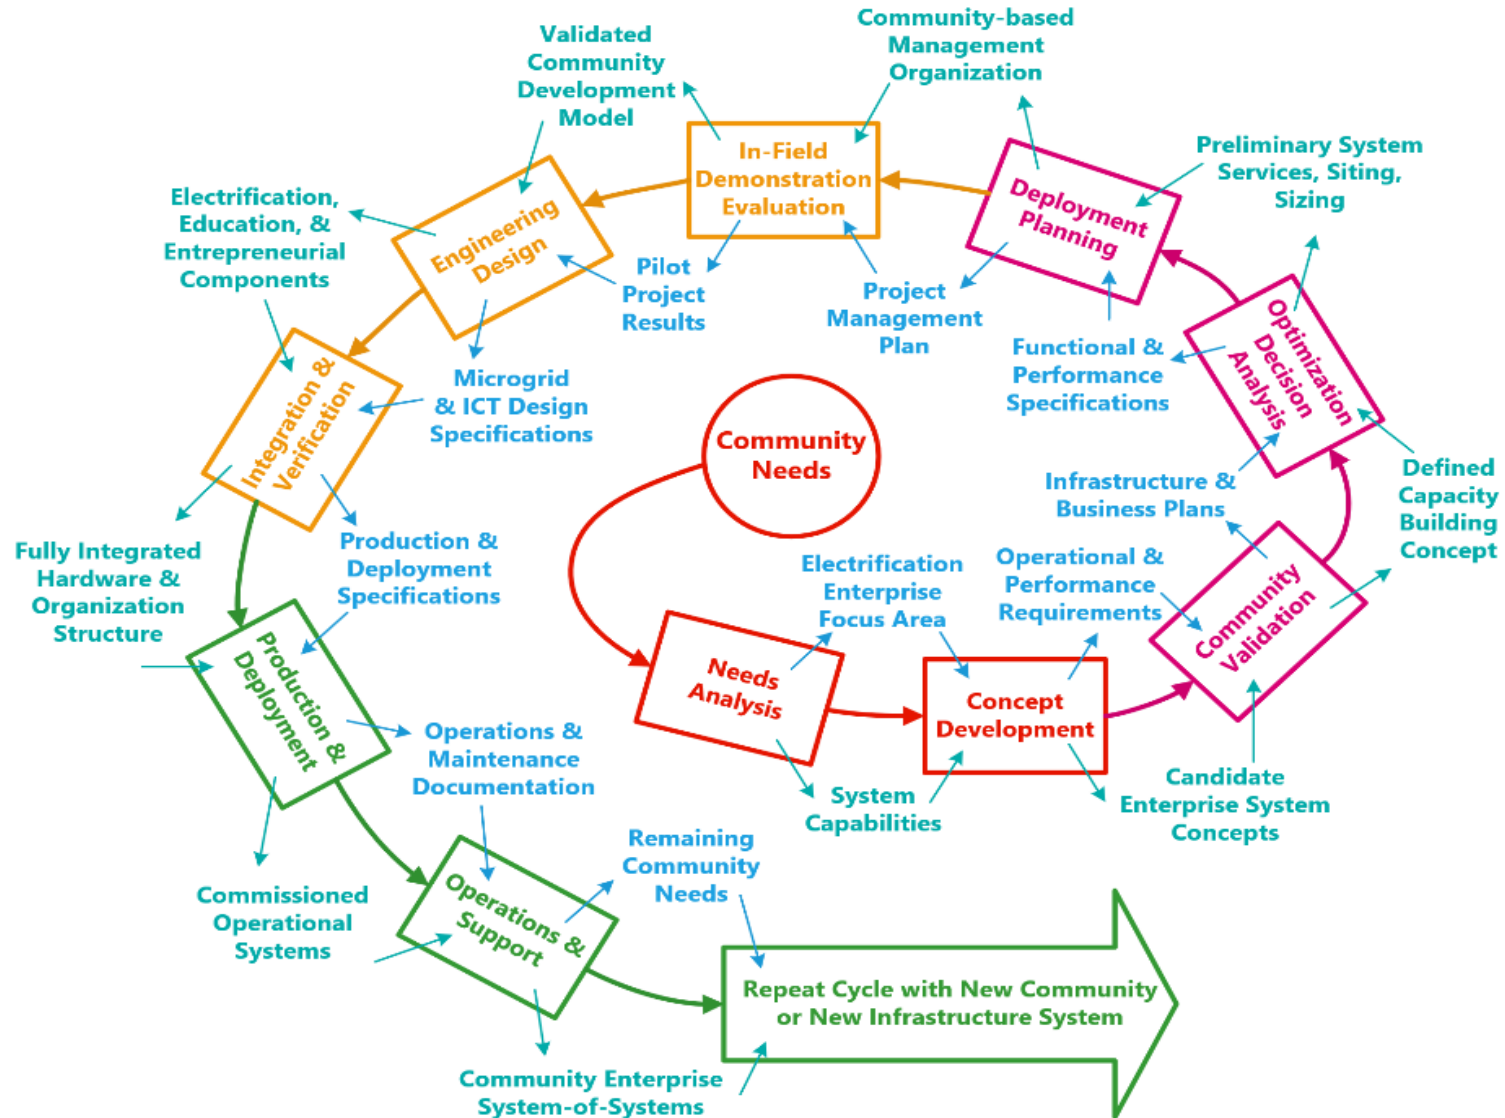 Community-based
Management
Organization
Validated
Community
Development
Model
In-Field
Demonstration
Evaluation
Preliminary System
Services, Siting,
Sizing
Deployment
Planning
Electrification,
Education, &
Entrepreneurial
Components
Engineering
Design
Pilot
Project
Results
Project
Management
Plan
Functional &
Performance
Specifications
Optimization
Decision
Analysis
Microgrid
& ICT Design
Specifications
Integration &
Verification
Community
Needs
Infrastructure &
Business Plans
Defined
Capacity
Building
Concept
Fully Integrated
Hardware &
Organization
Structure
Production &
Deployment
Specifications
Electrification
Enterprise
Focus Area
Operational &
Performance
Requirements
Community
Validation
Production &
Deployment
Needs
Analysis
Concept
Development
Operations &
Maintenance
Documentation
System
Capabilities
Candidate
Enterprise System
Concepts
Commissioned
Operational
Systems
Operations &
Support
Remaining
Community
Needs
Repeat Cycle with New Community
or New Infrastructure System
Community Enterprise
System-of-Systems